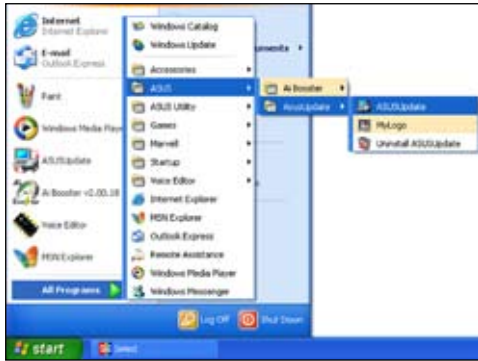 Internet
Internet Explorer
E-mail
Outlook Express
Paint
Windows Media Play
ASUSUpdate
Ai Booster v2.00.18
Voice Editor
MSN Explorer
All Programs
Windows Catalog
Windows Update
Accessories
ASUS
ASUS Utility
Games
Marvell
Startup
Voice Editor
Internet Explorer
MSN Explorer
Outlook Express
Remote Assistance
Windows Media Player
Windows Messenger
uments
Ai Booster
AsusUpdate
ASUSUpdate
MyLogo
Uninstall ASUSUpdate
Log Off
Shut Down
start